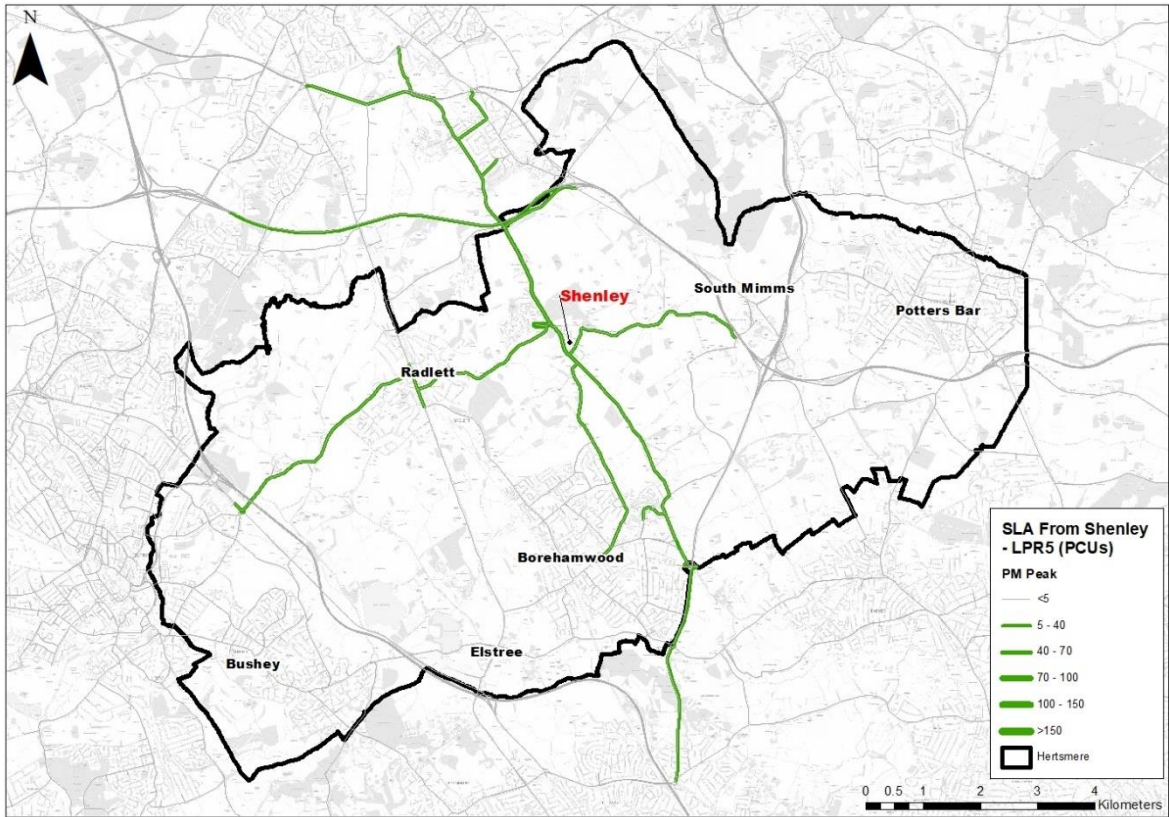 N
Shenley
South Mimms
Potters Bar
Radlett
Borehamwood
Elstree
Bushey
SLA From Shenley
- LPR5 (PCUs)
PM Peak
<5
5 - 40
40 - 70
70 - 100
100 - 150
>150
Hertsmere
0 0.5 1 2 3 4
Kilometers